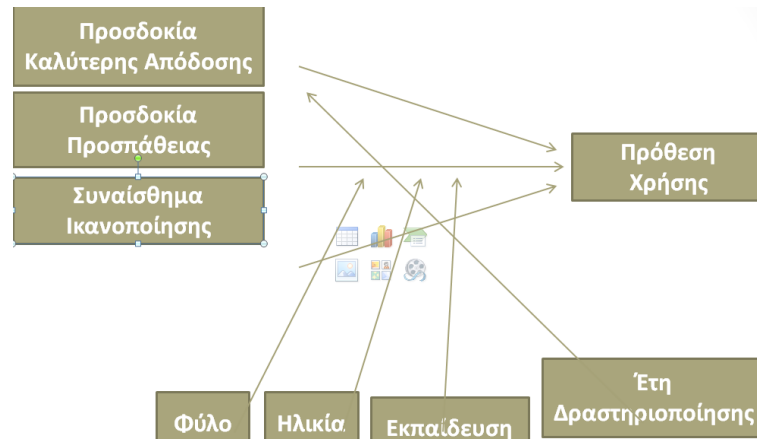 Προσδοκία
Καλύτερης Απόδοσης
Προσδοκία
Προσπάθειας
Συναίσθημα
Ικανοποίησης
Πρόθεση
Χρήσης
Φύλο
Ηλικία
Εκπαίδευση
Έτη
Δραστηριοποίησης